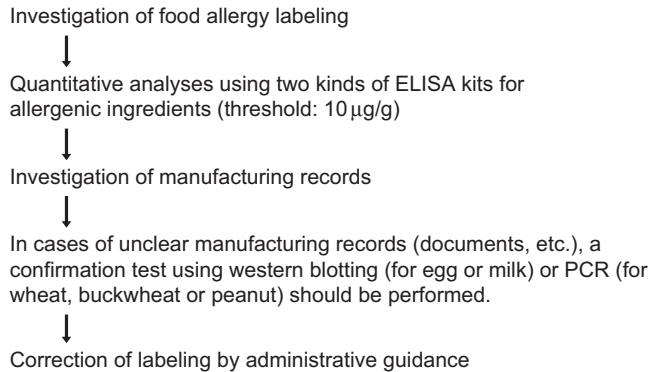 Investigation of food allergy labeling
Quantitative analyses using two kinds of ELISA kits for
allergenic ingredients (threshold: 10 μg/g)
Investigation of manufacturing records
In cases of unclear manufacturing records (documents, etc.), a
confirmation test using western blotting (for egg or milk) or PCR (for
wheat, buckwheat or peanut) should be performed.
Correction of labeling by administrative guidance